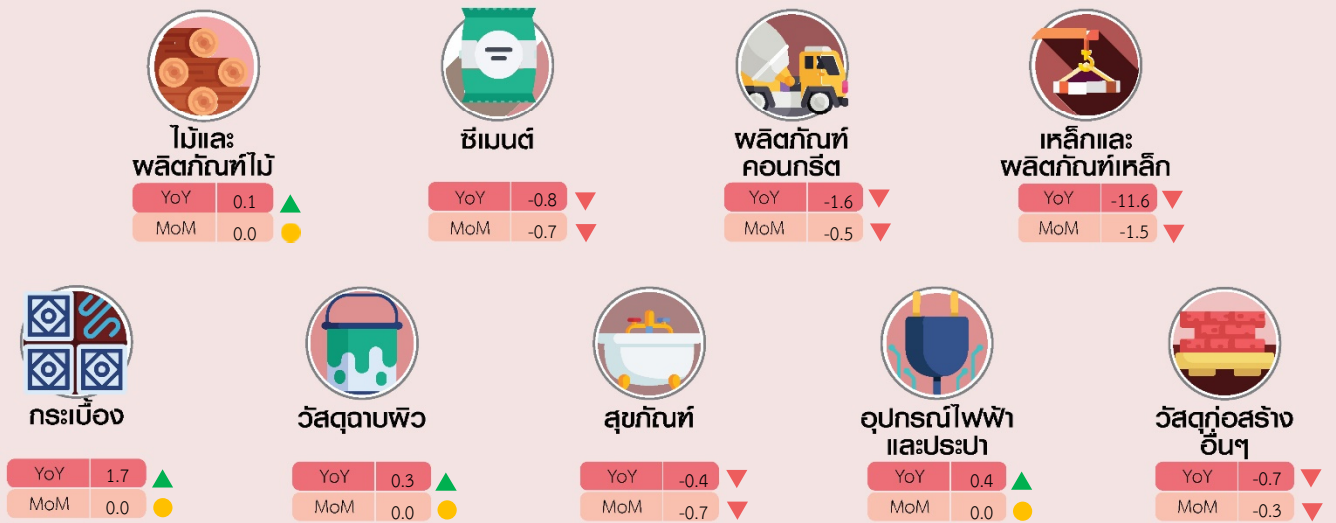 ไม้และ
ผลิตภัณฑ์ไม้
YoY 0.1
MoM 0.0
ซีเมนต์
YoY -0.8
MoM -0.7
ผลิตภัณฑ์
คอนกรีต
YoY -1.6
MoM -0.5
เหล็กและ
ผลิตภัณฑ์เหล็ก
YoY -11.6
MoM -1.5
กระเบื้อง
YoY 1.7
MoM 0.0
วัสดุฉาบผิว
YoY 0.3
MoM 0.0
สุขภัณฑ์
YoY -0.4
MoM -0.7
อุปกรณ์ไฟฟ้า
และประปา
YoY 0.4
MoM 0.0
วัสดุก่อสร้าง
อื่นๆ
YoY -0.7
MoM -0.3